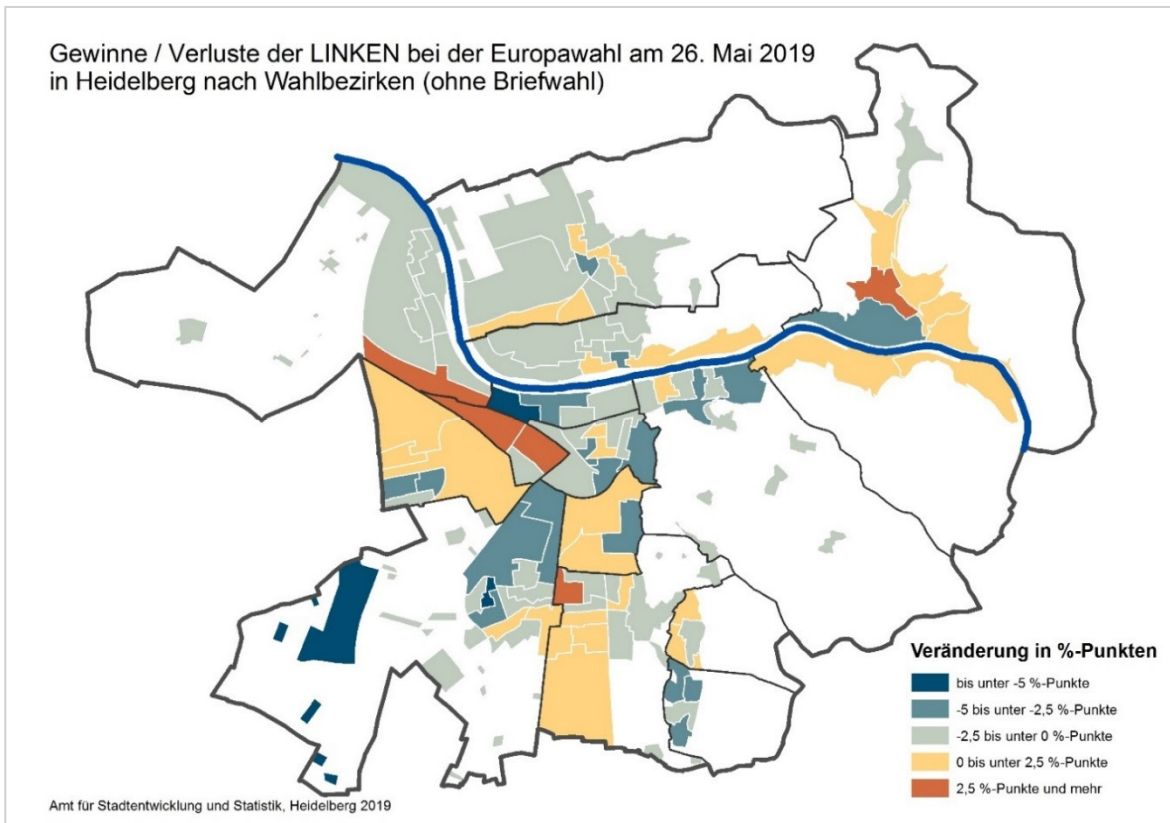 Gewinne / Verluste der LINKEN bei der Europawahl am 26. Mai 2019
in Heidelberg nach Wahlbezirken (ohne Briefwahl)
Veränderung in %-Punkten
bis unter -5 %-Punkte
-5 bis unter -2,5 %-Punkte
-2,5 bis unter 0 %-Punkte
0 bis unter 2,5 %-Punkte
2,5 %-Punkte und mehr
Amt für Stadtentwicklung und Statistik, Heidelberg 2019